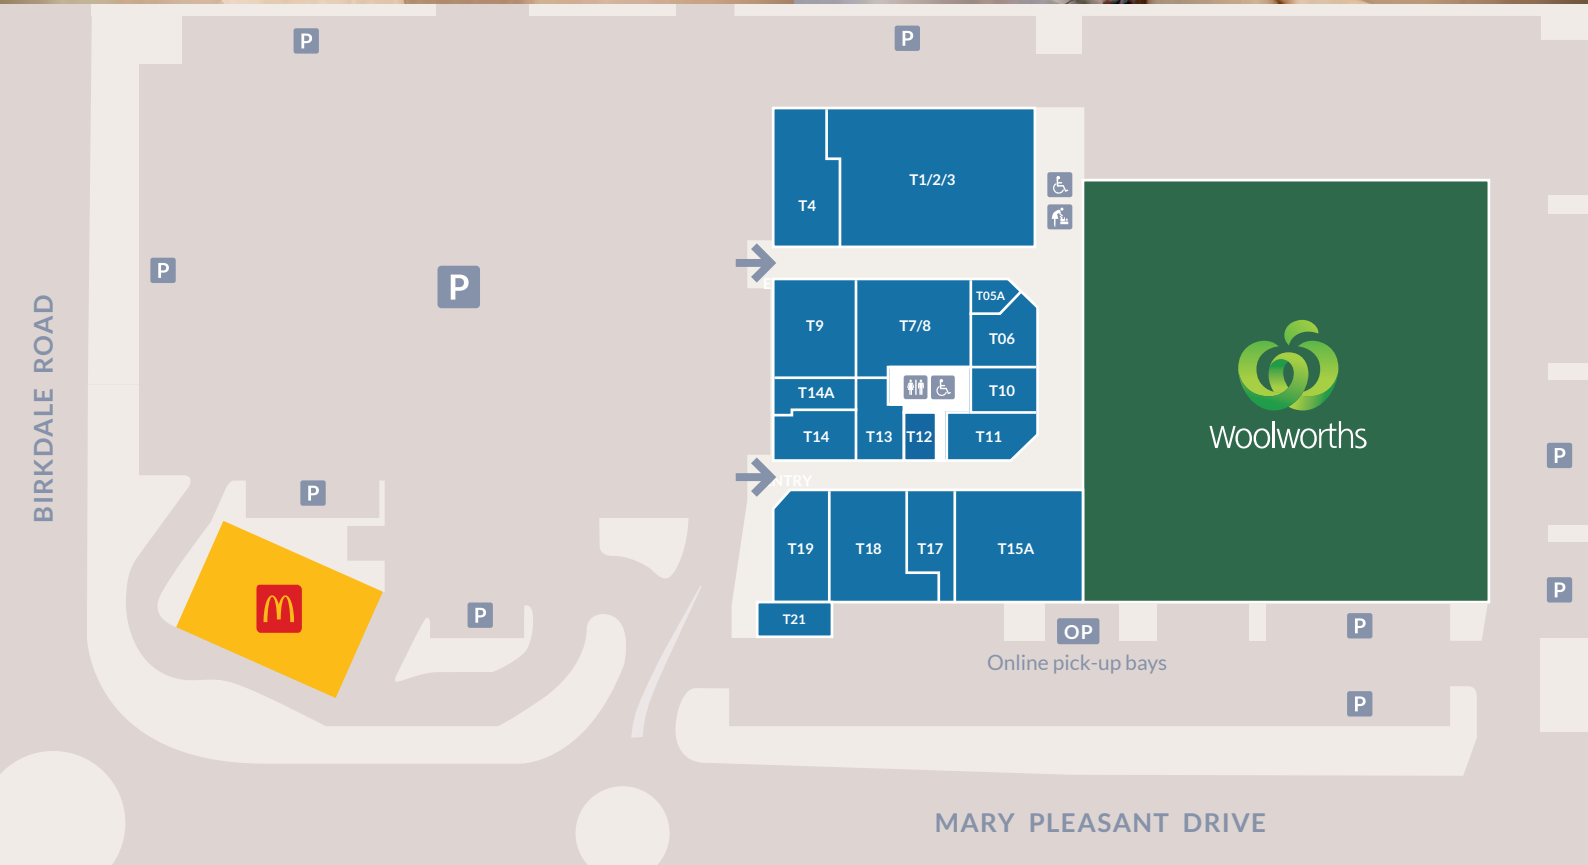 P
P
T1/2/3
T4
P
P
E
T05A
T9
T7/8
T06
T14A
T10
T14
T13
T12
T11
BIRKDALE ROAD
Woolworths
P
NTRY
P
T19
T18
T17
T15A
P
P
T21
P
OP
Online pick-up bays
P
MARY PLEASANT DRIVE